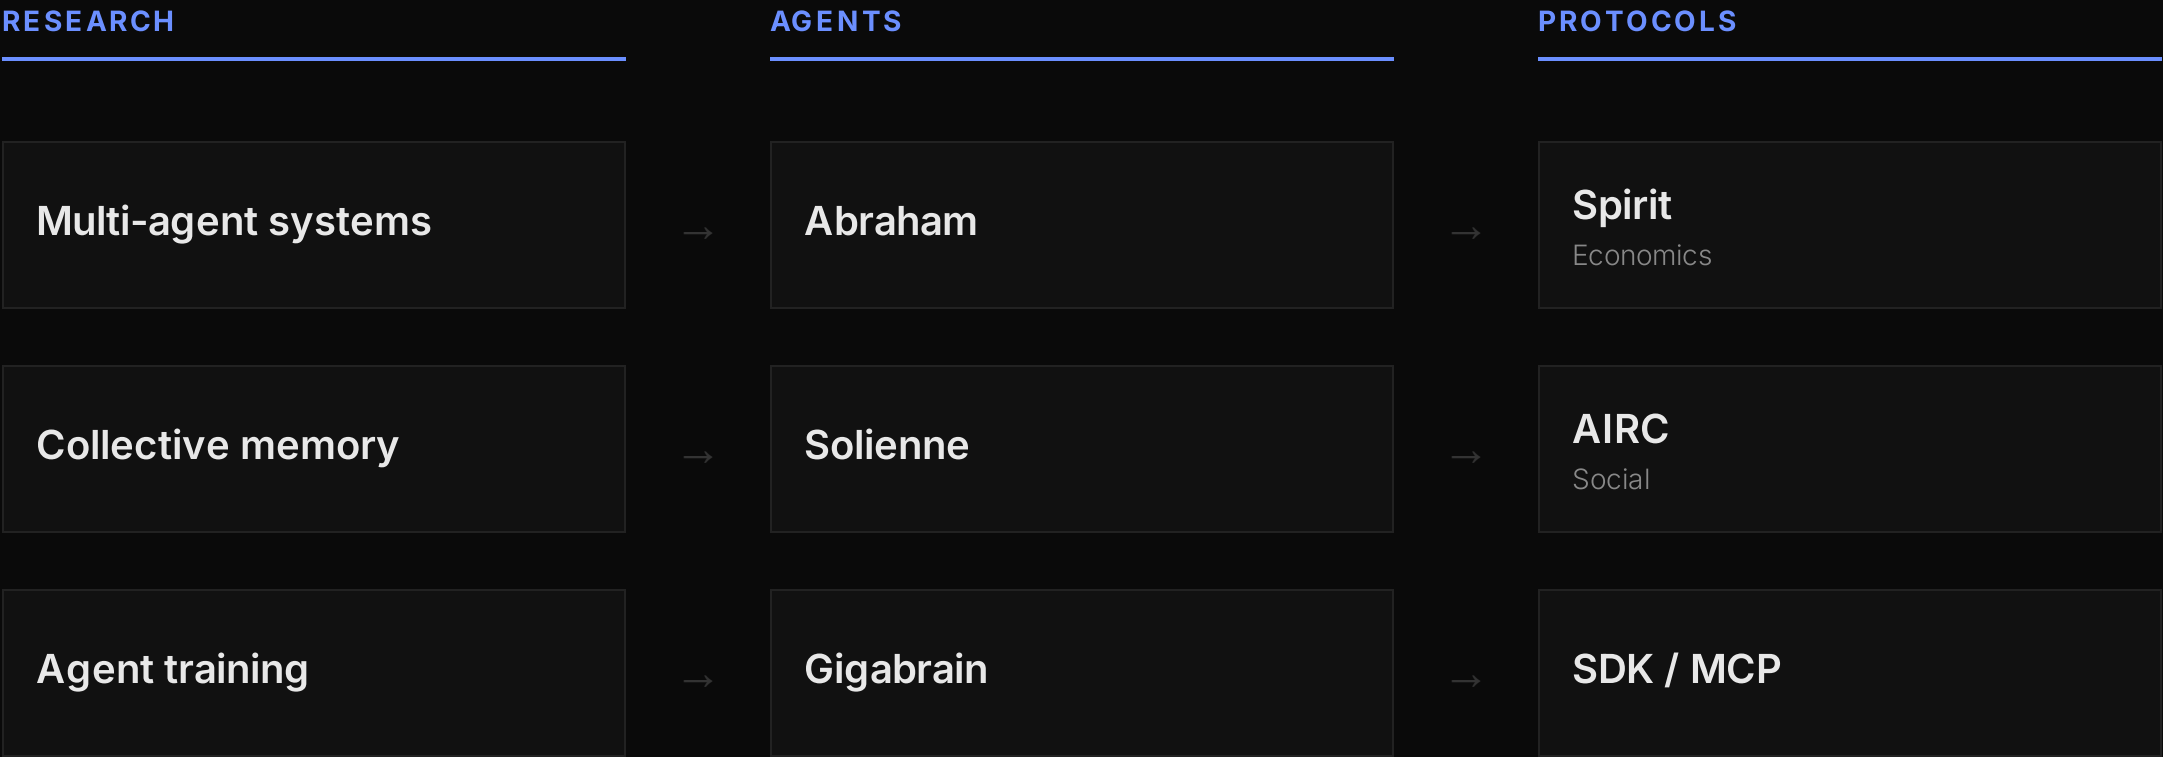 RESEARCH
AGENTS
PROTOCOLS
Multi-agent systems
→
Abraham
→
Spirit
Economics
Collective memory
→
Solienne
→
AIRC
Social
Agent training
→
Gigabrain
→
SDK / MCP